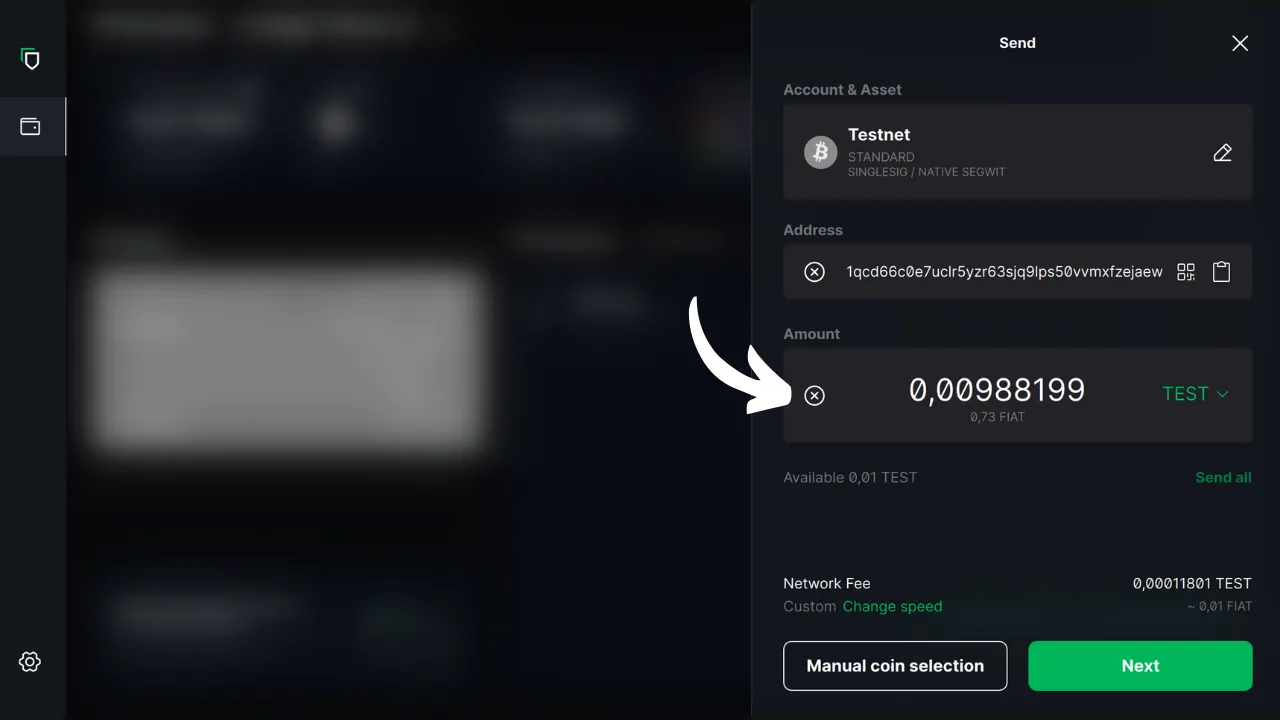 Send
Account & Asset
Testnet
STANDARD
SINGLESIG / NATIVE SEGWIT
Address
1qcd66c0e7uclr5yzr63sjq9lps50vvmxfzejaew
Amount
0,00988199 TEST
0,73 FIAT
Available 0,01 TEST Send all
Network Fee 0,00011801 TEST
Custom Change speed ~ 0,01 FIAT
Manual coin selection Next